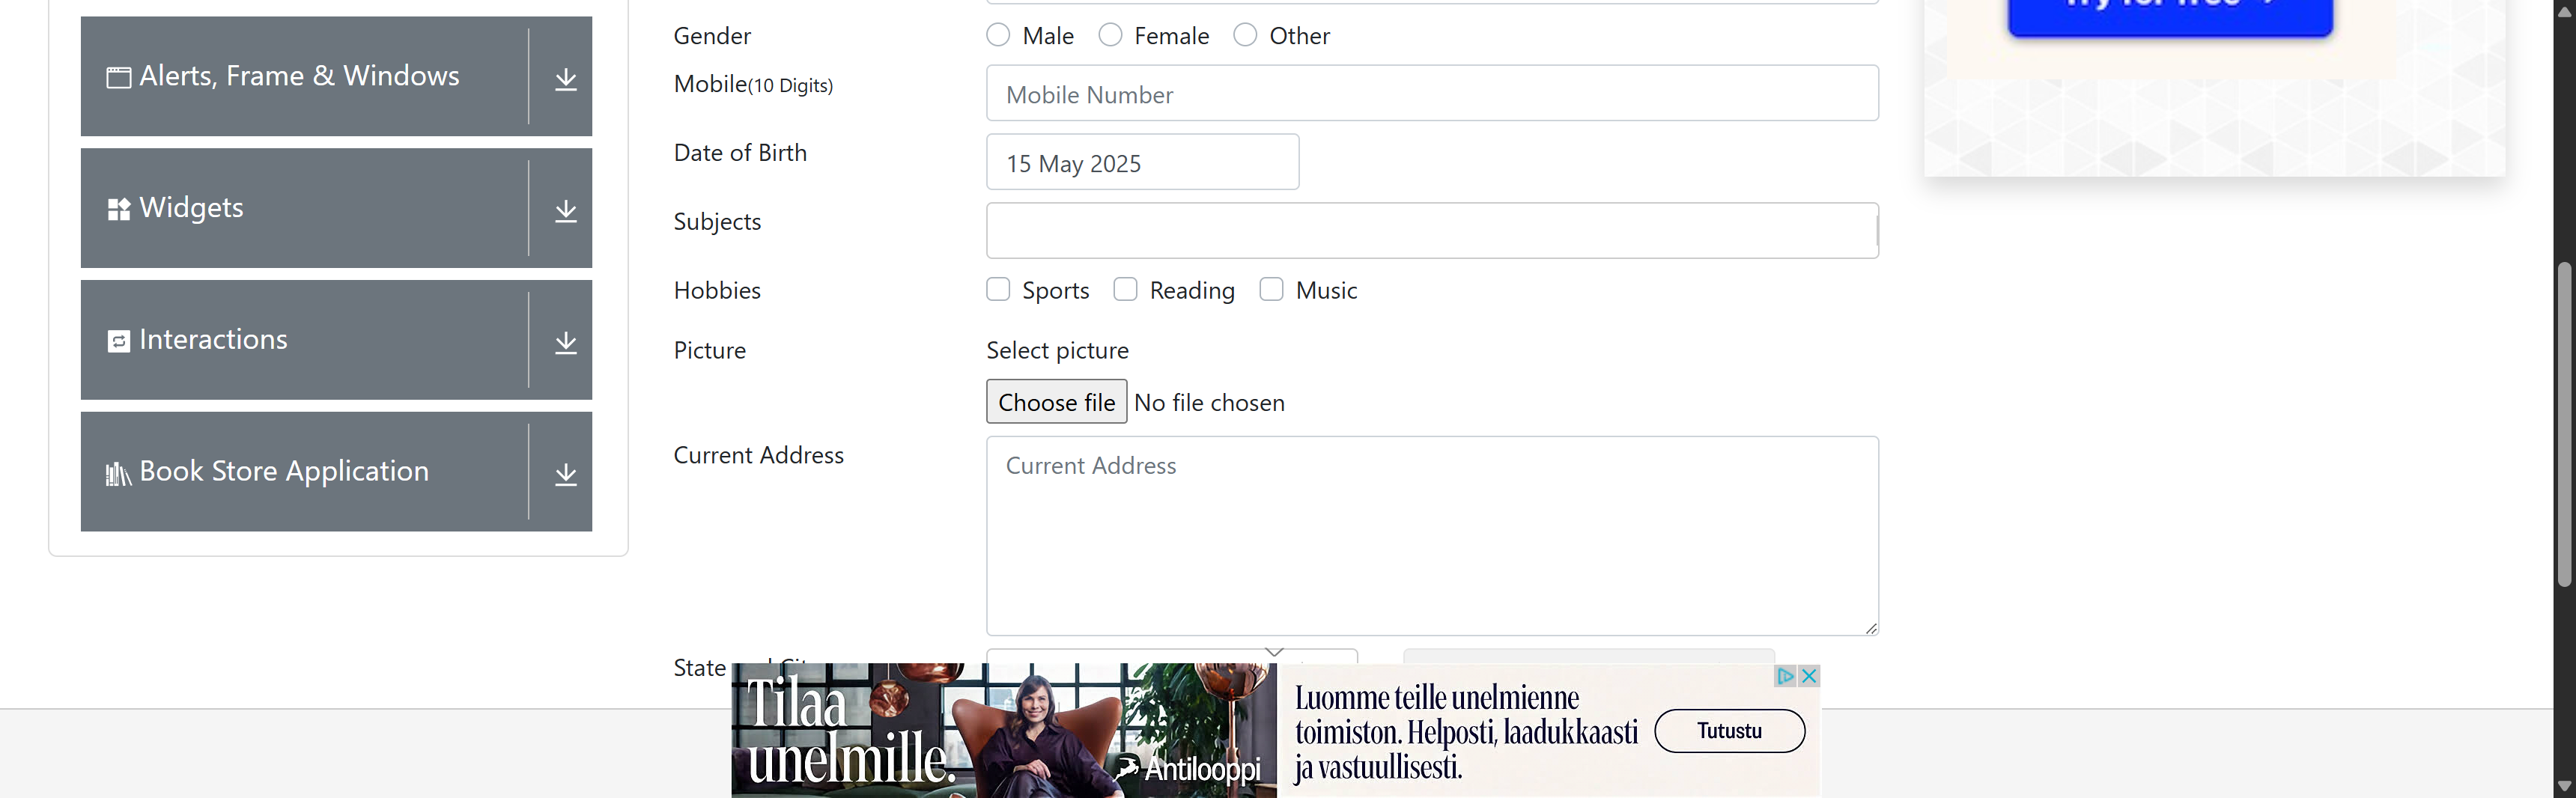 Alerts, Frame & Windows
Widgets
Interactions
Book Store Application
Gender
Male Female Other
Mobile(10 Digits)
Mobile Number
Date of Birth
15 May 2025
Subjects
Hobbies
Sports Reading Music
Picture
Select picture
Choose file No file chosen
Current Address
Current Address
State
Tilaa
unelmille.
Antilooppi
Luomme teille unelmienne
toimiston. Helposti, laadukkaasti
ja vastuullisesti.
Tutustu